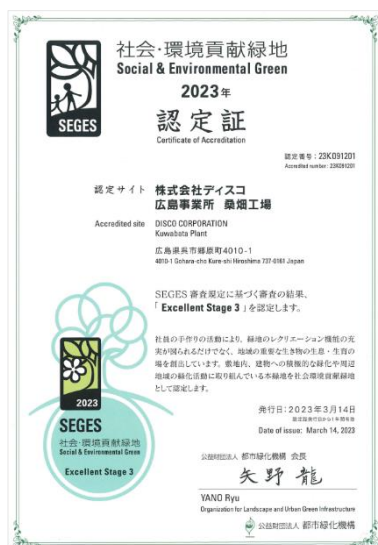 社会・環境貢献緑地
Social & Environmental Green
2023年
認定証
Certificate of Accreditation
SEGES
認定番号：23K091201
Accredited number: 23K091201
認定サイト 株式会社ディスコ
広島事業所 桑畑工場
Accredited site DISCO CORPORATION
Kuwabata Plant
広島県呉市郷原町4010-1
4010-1 Gohara-cho Kure-shi Hiroshima 737-0161 Japan
SEGES 審査規定に基づく審査の結果、
「Excellent Stage 3」を認定します。
社員の手作りの活動により、緑地のレクリエーション機能の充
実が図られるだけでなく、地域の重要な生き物の生息・生育の
場を創出しています。敷地内、建物への積極的な緑化や周辺
地域の緑化活動に取り組んでいる本緑地を社会環境貢献緑地
として認定します。
2023
SEGES
社会・環境貢献緑地
Social & Environmental Green
Excellent Stage 3
発行日：2023年3月14日
Date of issue: March 14, 2023
公益財団法人 都市緑化機構 会長
矢野 龍
YANO Ryu
Organization for Landscape and Urban Green Infrastructure
公益財団法人 都市緑化機構